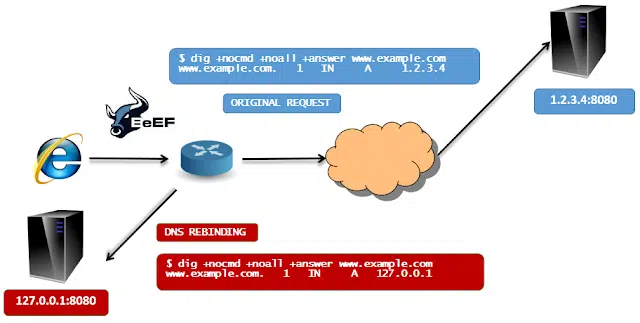 $ dig +nocmd +noall +answer www.example.com
www.example.com. 1 IN A 1.2.3.4
ORIGINAL REQUEST
1.2.3.4:8080
BeEF
DNS REBINDING
$ dig +nocmd +noall +answer www.example.com
www.example.com. 1 IN A 127.0.0.1
127.0.0.1:8080